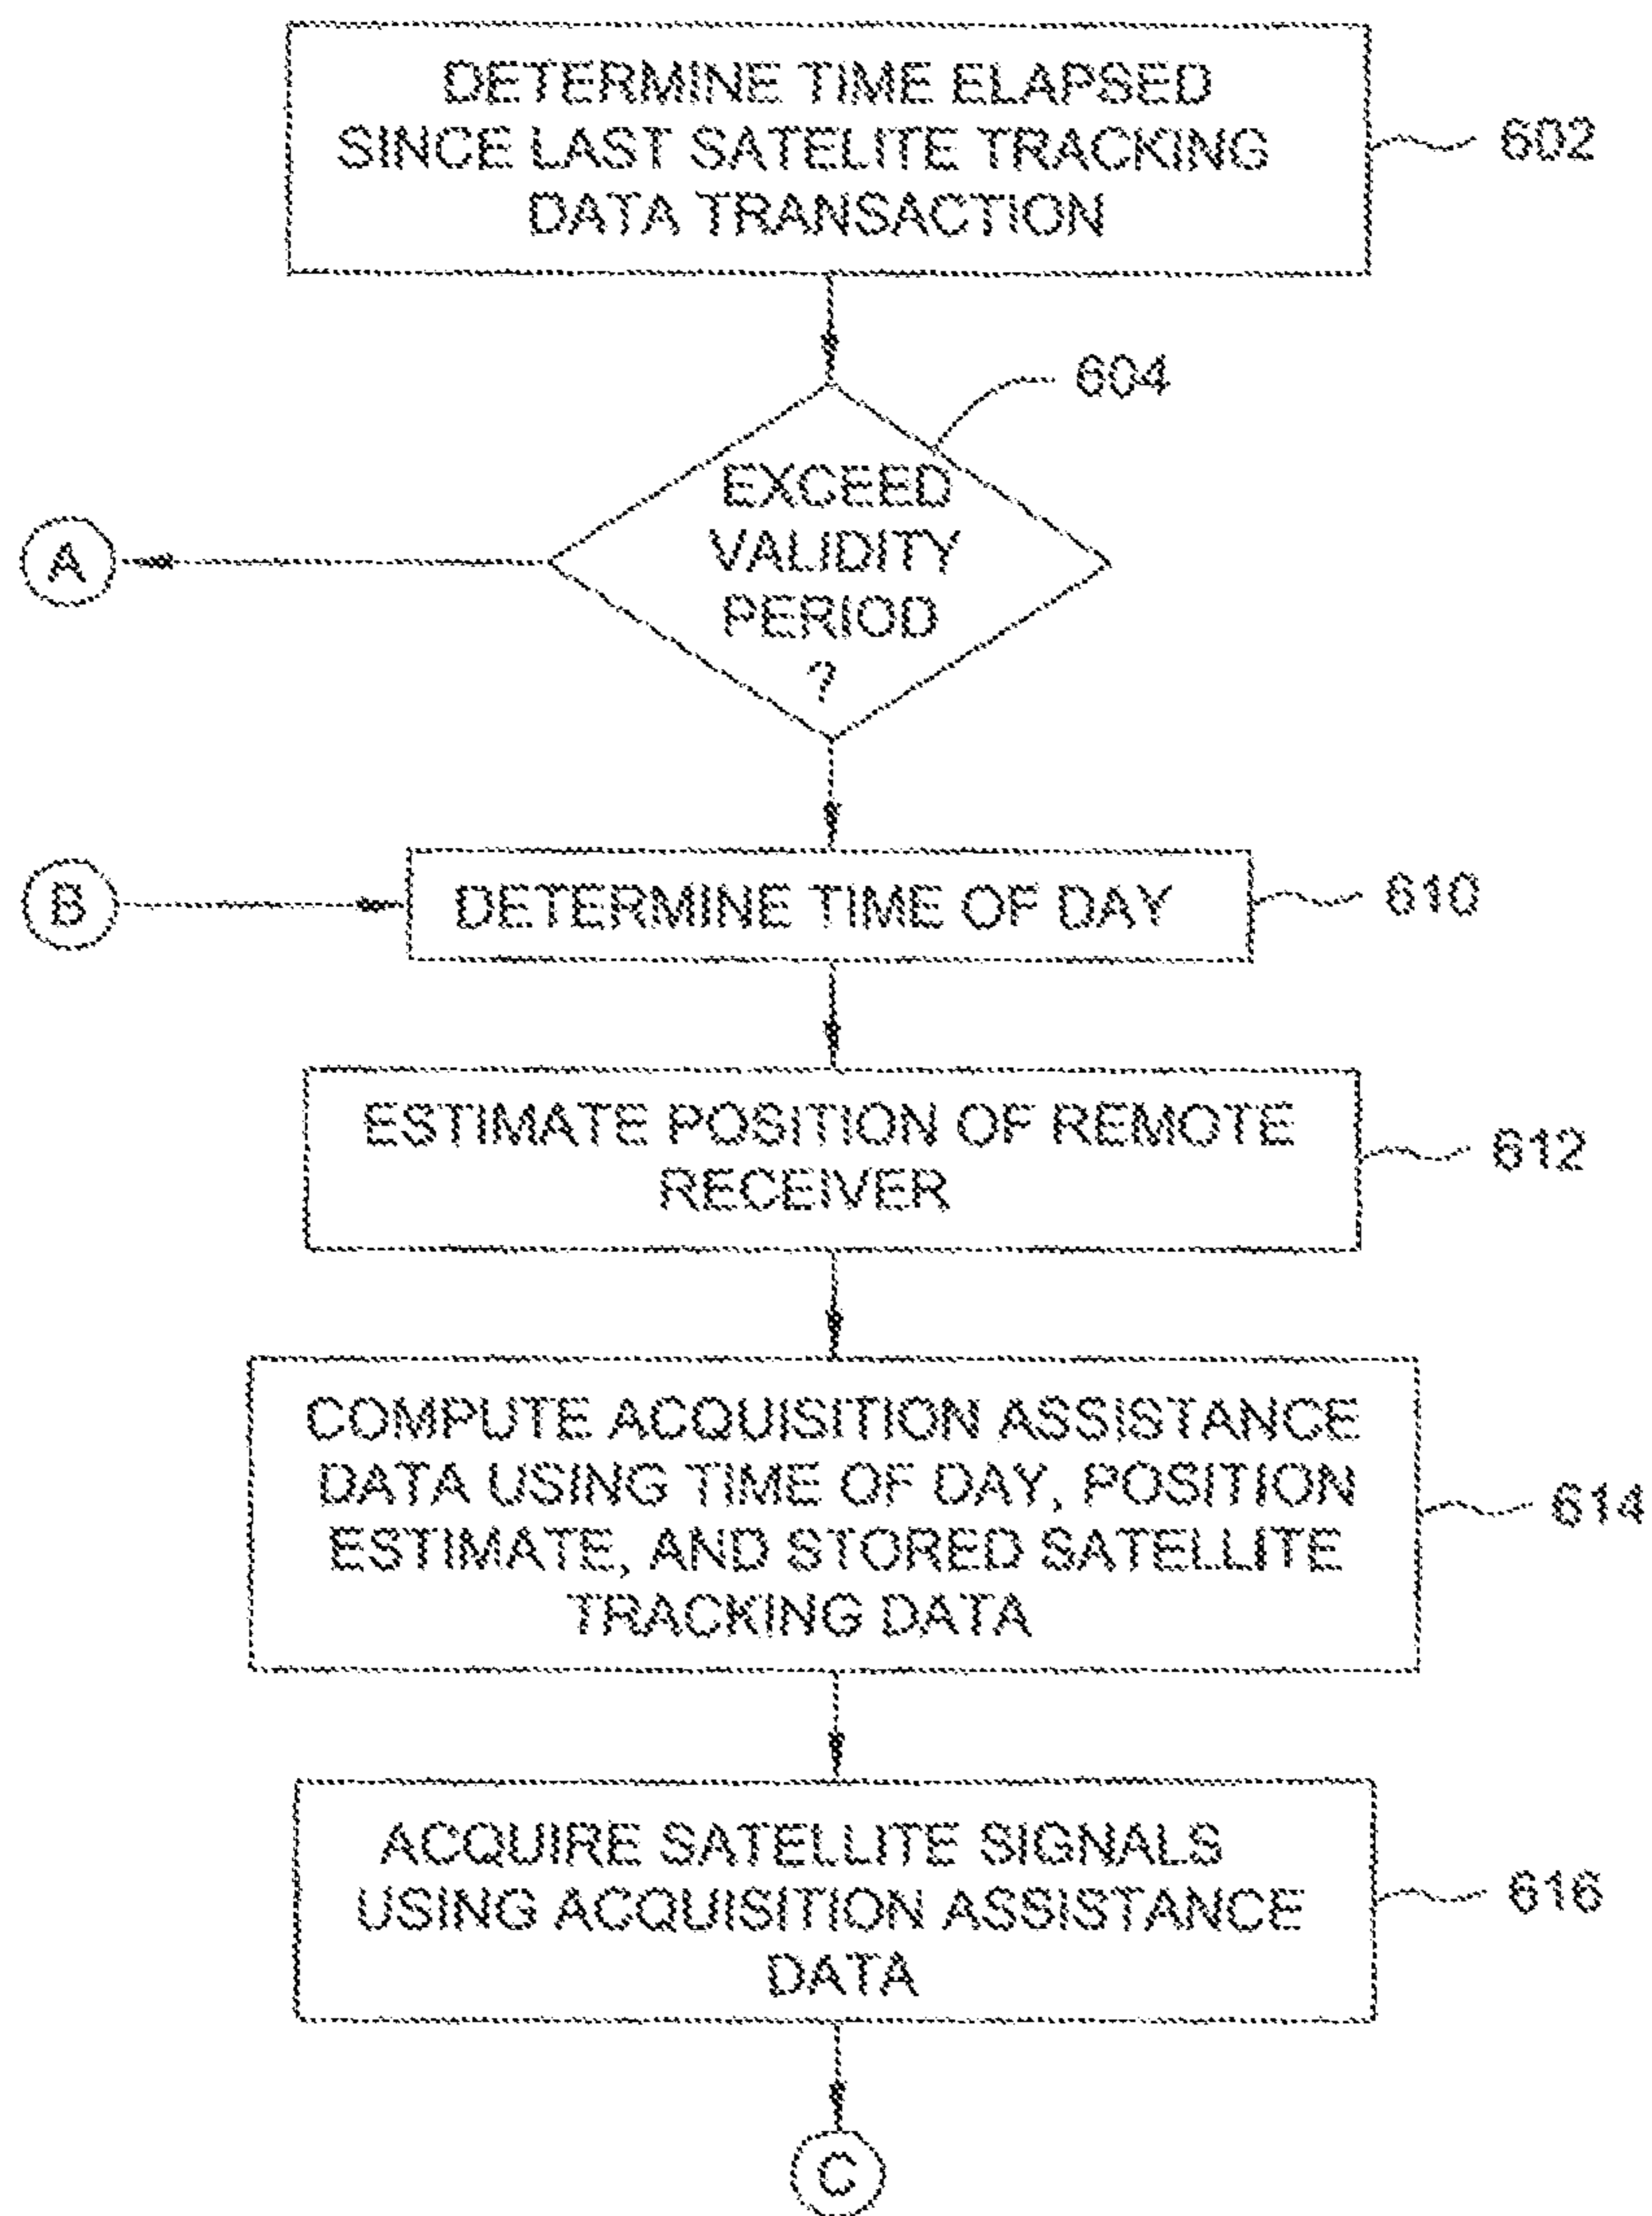 DETERMINE TIME ELAPSED
SINCE LAST SATELITE TRACKING
DATA TRANSACTION
602
604
EXCEED
VALIDITY
PERIOD
?
A
B
DETERMINE TIME OF DAY
610
ESTIMATE POSITION OF REMOTE
RECEIVER
612
COMPUTE ACQUISITION ASSISTANCE
DATA USING TIME OF DAY, POSITION
ESTIMATE, AND STORED SATELLITE
TRACKING DATA
614
ACQUIRE SATELLITE SIGNALS
USING ACQUISITION ASSISTANCE
DATA
616
C